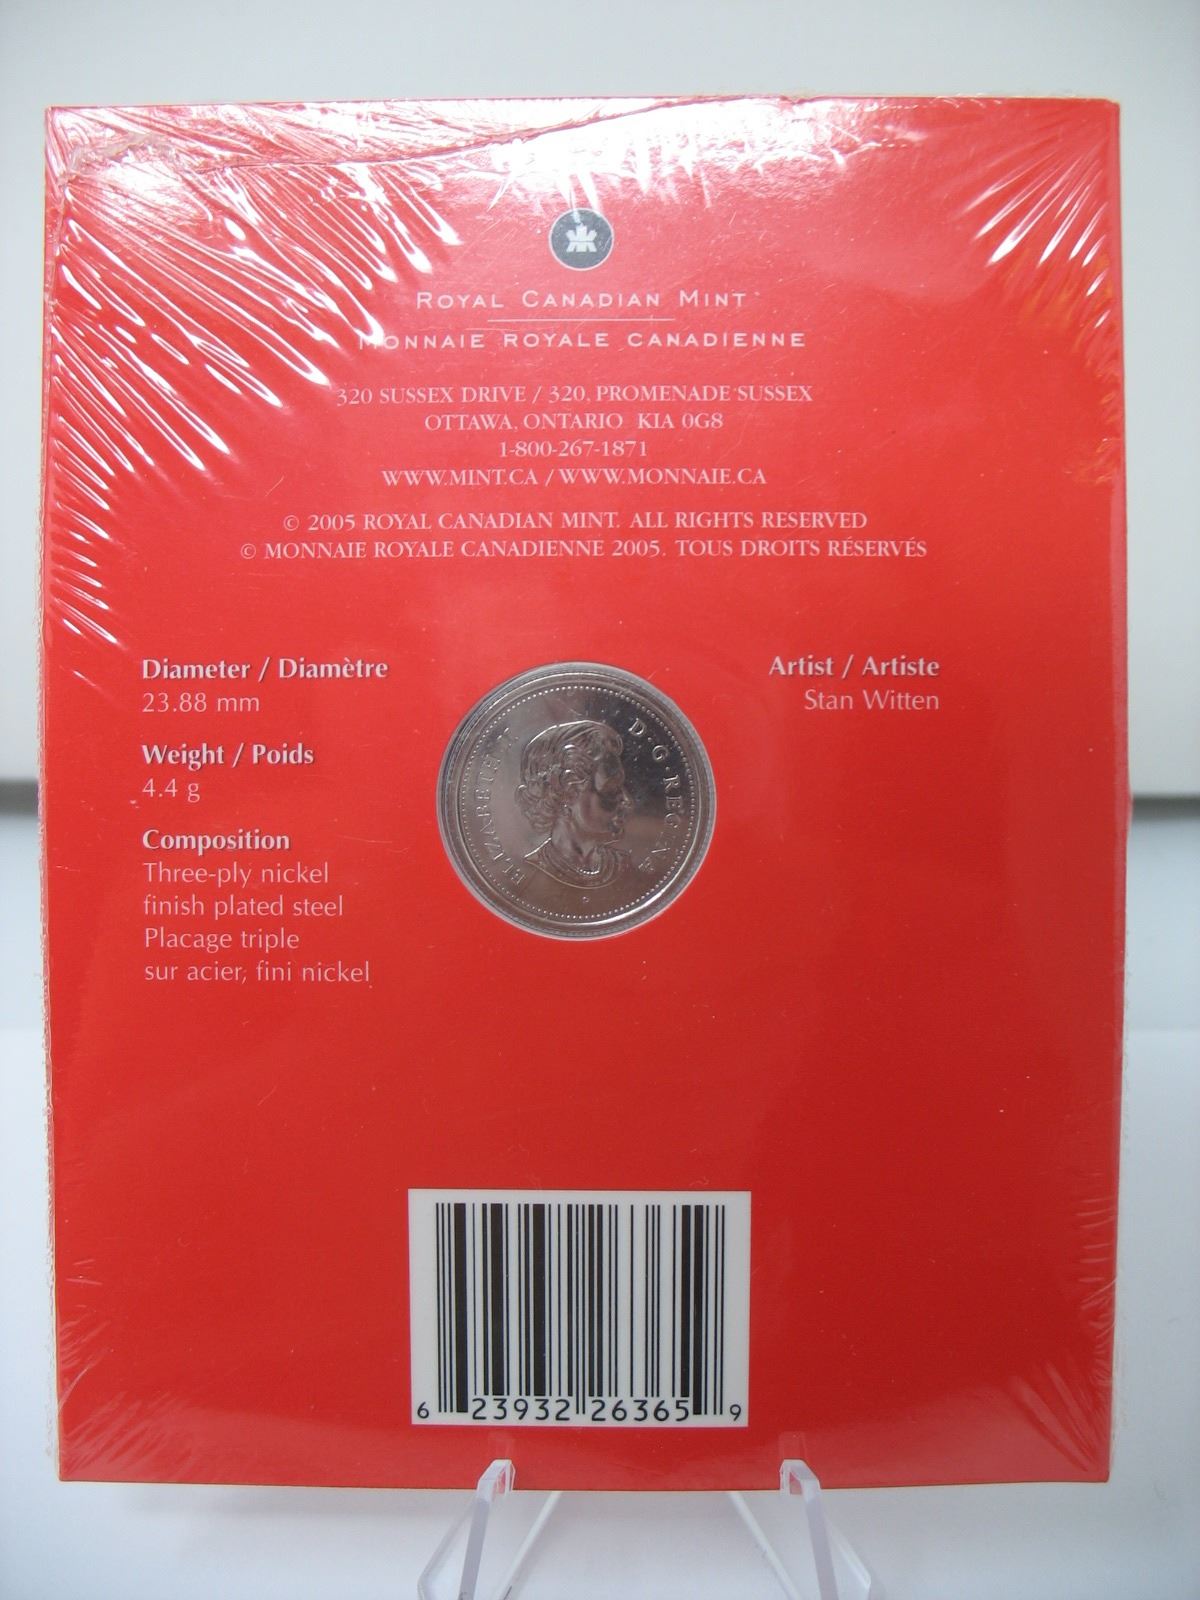 ROYAL CANADIAN MINT
MONNAIE ROYALE CANADIENNE
320 SUSSEX DRIVE / 320, PROMENADE SUSSEX
OTTAWA, ONTARIO K1A 0G8
1-800-267-1871
WWW.MINT.CA / WWW.MONNAIE.CA
© 2005 ROYAL CANADIAN MINT. ALL RIGHTS RESERVED
© MONNAIE ROYALE CANADIENNE 2005. TOUS DROITS RÉSERVÉS
Diameter / Diamètre
23.88 mm
Weight / Poids
4.4 g
Composition
Three-ply nickel
finish plated steel
Placage triple
sur acier, fini nickel
ELIZABETH II D·G·REGINA
Artist / Artiste
Stan Witten
6 23932 26365 9